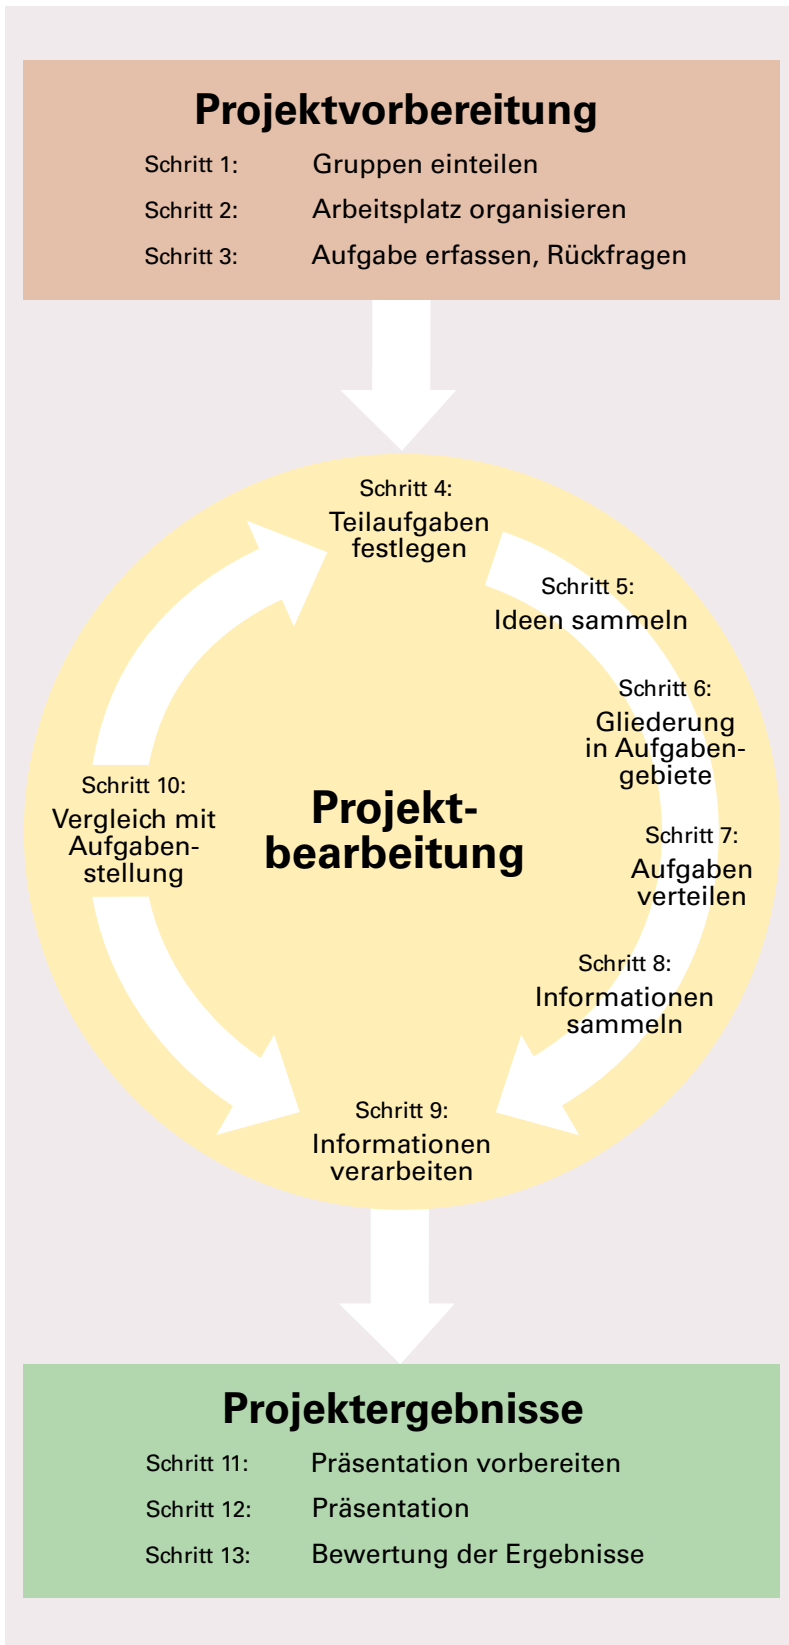 Projektvorbereitung
Schritt 1: Gruppen einteilen
Schritt 2: Arbeitsplatz organisieren
Schritt 3: Aufgabe erfassen, Rückfragen
Schritt 4:
Teilaufgaben
festlegen
Schritt 5:
Ideen sammeln
Schritt 6:
Gliederung
in Aufgaben-
gebiete
Schritt 7:
Aufgaben
verteilen
Schritt 8:
Informationen
sammeln
Schritt 9:
Informationen
verarbeiten
Schritt 10:
Vergleich mit
Aufgaben-
stellung
Projekt-
bearbeitung
Projektergebnisse
Schritt 11: Präsentation vorbereiten
Schritt 12: Präsentation
Schritt 13: Bewertung der Ergebnisse